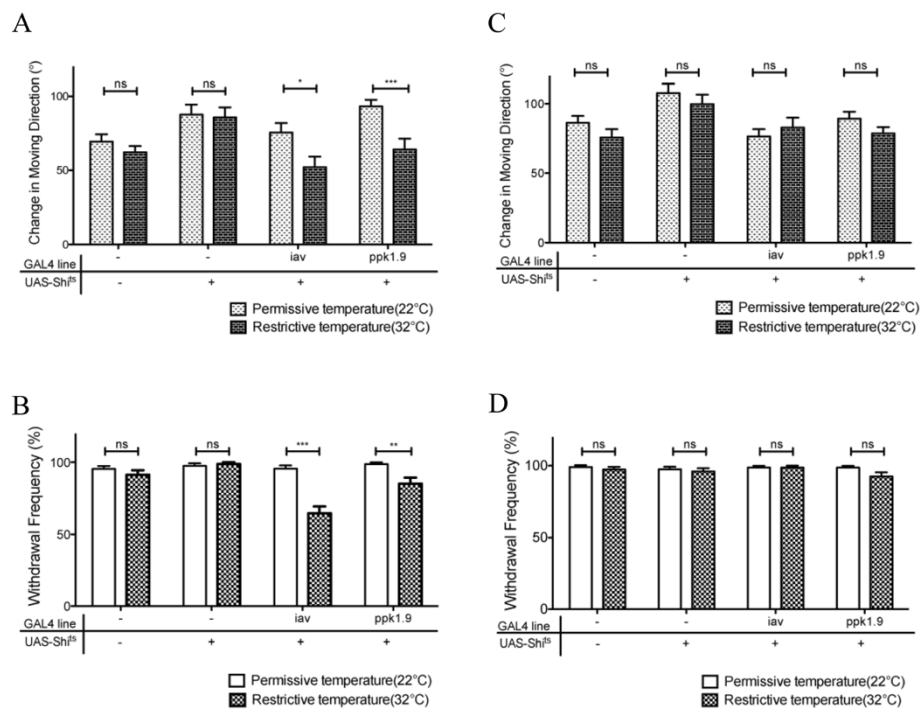 A
Change in Moving Direction (°)
100
50
0
ns
ns
*
***
GAL4 line
-
-
iav
ppk1.9
UAS-Shi^ts
-
+
+
+
Permissive temperature(22°C)
Restrictive temperature(32°C)
C
Change in Moving Direction (°)
100
50
0
ns
ns
ns
ns
GAL4 line
-
-
iav
ppk1.9
UAS-Shi^ts
-
+
+
+
Permissive temperature(22°C)
Restrictive temperature(32°C)
B
Withdrawal Frequency (%)
100
50
0
ns
ns
***
**
GAL4 line
-
-
iav
ppk1.9
UAS-Shi^ts
-
+
+
+
Permissive temperature(22°C)
Restrictive temperature(32°C)
D
Withdrawal Frequency (%)
100
50
0
ns
ns
ns
ns
GAL4 line
-
-
iav
ppk1.9
UAS-Shi^ts
-
+
+
+
Permissive temperature(22°C)
Restrictive temperature(32°C)